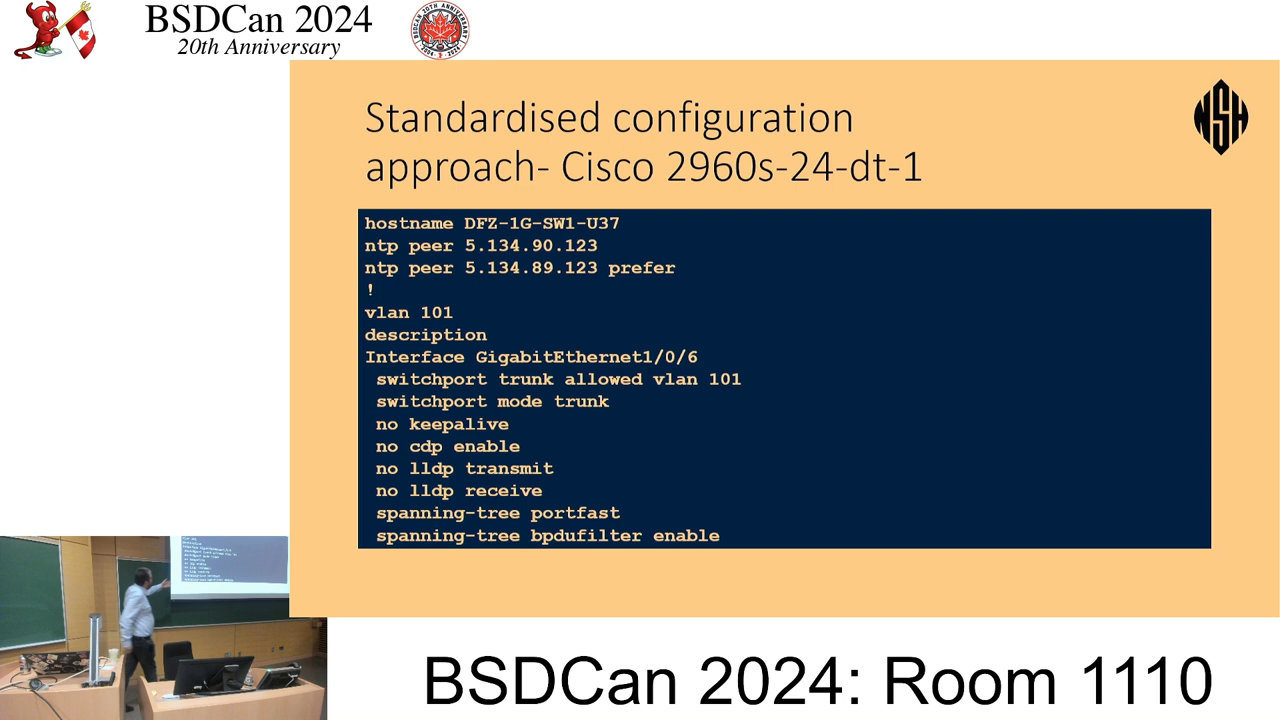 BSDCan 2024
20th Anniversary
Standardised configuration
approach- Cisco 2960s-24-dt-1
NSH
hostname DFZ-1G-SW1-U37
ntp peer 5.134.90.123
ntp peer 5.134.89.123 prefer
!
vlan 101
description
Interface GigabitEthernet1/0/6
switchport trunk allowed vlan 101
switchport mode trunk
no keepalive
no cdp enable
no lldp transmit
no lldp receive
spanning-tree portfast
spanning-tree bpdufilter enable
BSDCan 2024: Room 1110